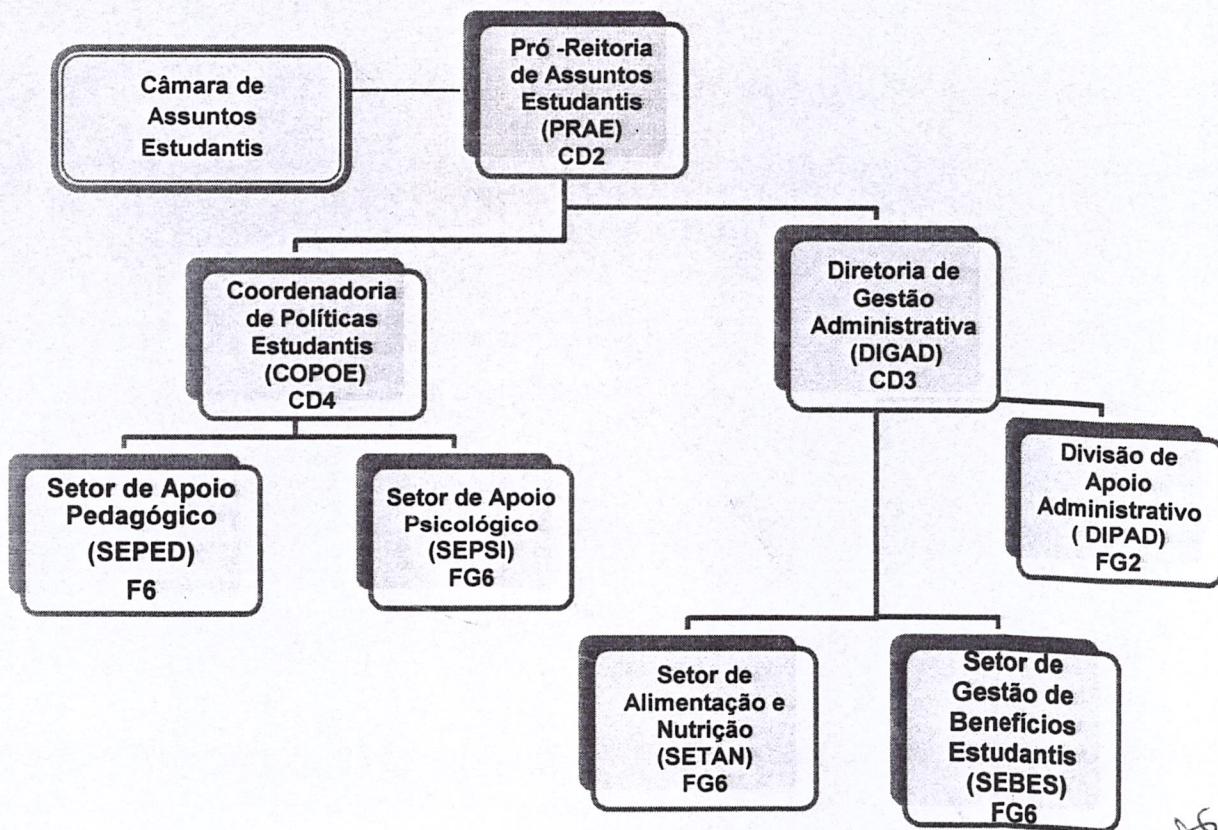 Pró -Reitoria
de Assuntos
Estudantis
(PRAE)
CD2
Câmara de
Assuntos
Estudantis
Coordenadoria
de Políticas
Estudantis
(COPOE)
CD4
Diretoria de
Gestão
Administrativa
(DIGAD)
CD3
Setor de Apoio
Pedagógico
(SEPED)
F6
Setor de Apoio
Psicológico
(SEPSI)
FG6
Divisão de
Apoio
Administrativo
( DIPAD)
FG2
Setor de
Alimentação e
Nutrição
(SETAN)
FG6
Setor de
Gestão de
Benefícios
Estudantis
(SEBES)
FG6